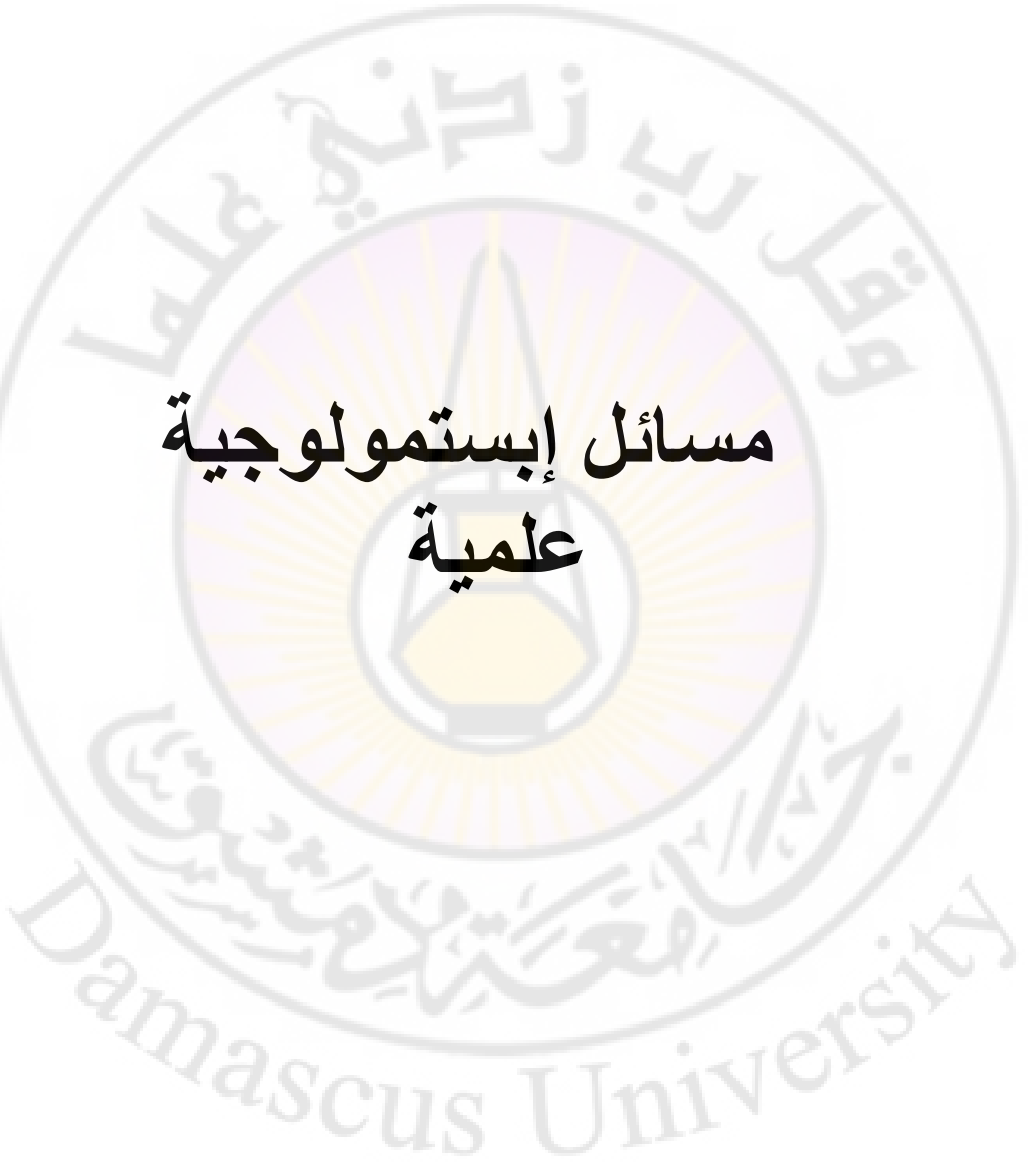 وقل رب زدني علما
مسائل إبستمولوجية
علمية
جامعة دمشق
Damascus University